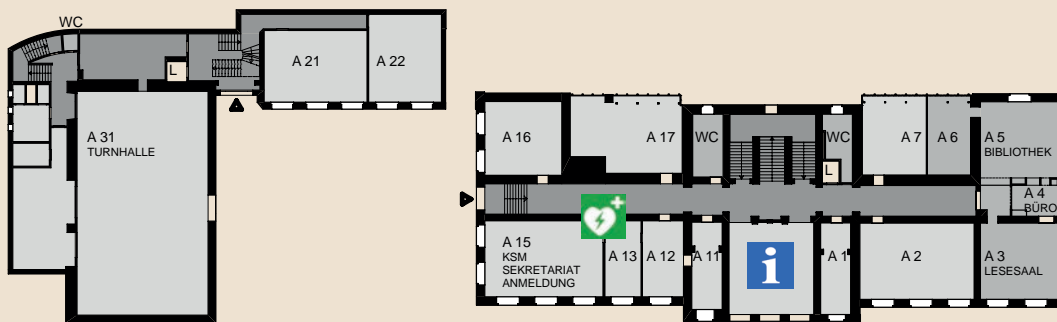 WC
L
A 21
A 22
A 31
TURNHALLE
A 16
A 17
WC
WC
L
A 7
A 6
A 5
BIBLIOTHEK
A 4
BÜRO
A 15
KSM
SEKRETARIAT
ANMELDUNG
A 13
A 12
A 11
i
A 1
A 2
A 3
LESESAAL